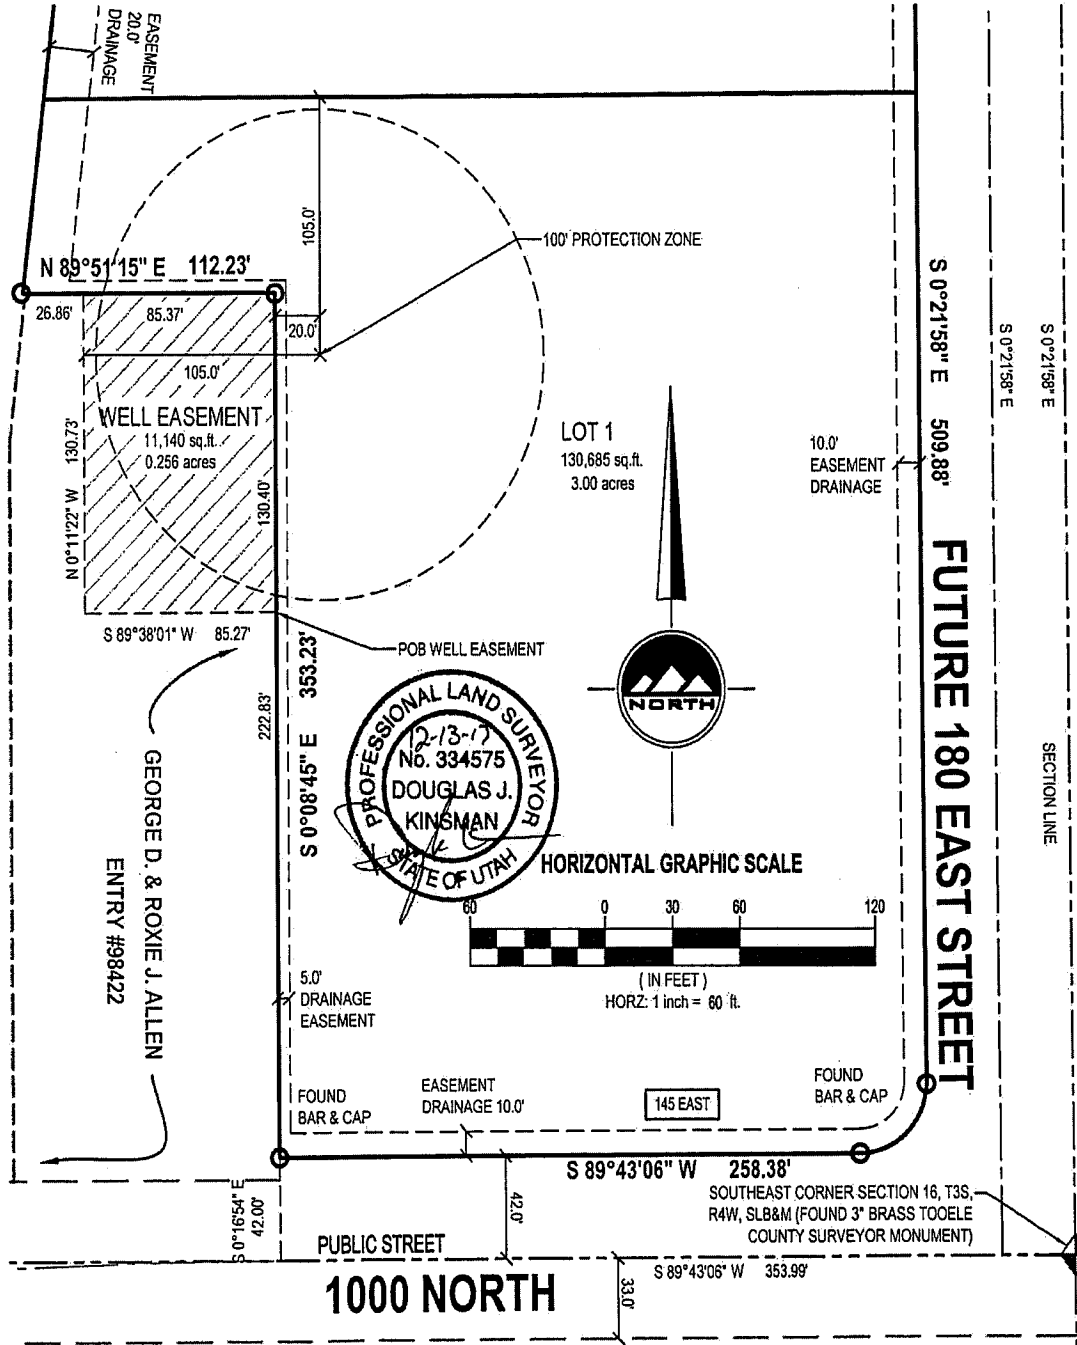 EASEMENT
20.0'
DRAINAGE
105.0'
100' PROTECTION ZONE
N 89°51'15" E 112.23'
26.86'
85.37'
20.0'
105.0'
WELL EASEMENT
11,140 sq.ft.
0.256 acres
N 0°11'22" W 130.73'
130.40'
S 89°38'01" W 85.27'
POB WELL EASEMENT
LOT 1
130,685 sq.ft.
3.00 acres
10.0'
EASEMENT
DRAINAGE
S 0°21'58" E 509.88'
S 0°21'58" E
S 0°21'58" E
FUTURE 180 EAST STREET
SECTION LINE
NORTH
222.83'
S 0°08'45" E 353.23'
GEORGE D. & ROXIE J. ALLEN
ENTRY #98422
PROFESSIONAL LAND SURVEYOR
12-13-17
No. 334575
DOUGLAS J.
KINSMAN
STATE OF UTAH
HORIZONTAL GRAPHIC SCALE
60 0 30 60 120
( IN FEET )
HORZ: 1 inch = 60 ft.
5.0'
DRAINAGE
EASEMENT
FOUND
BAR & CAP
EASEMENT
DRAINAGE 10.0'
145 EAST
FOUND
BAR & CAP
S 89°43'06" W 258.38'
SOUTHEAST CORNER SECTION 16, T3S,
R4W, SLB&M (FOUND 3" BRASS TOOELE
COUNTY SURVEYOR MONUMENT)
S 0°16'54" E
42.00'
42.0'
PUBLIC STREET
1000 NORTH
S 89°43'06" W 353.99'
33.0'